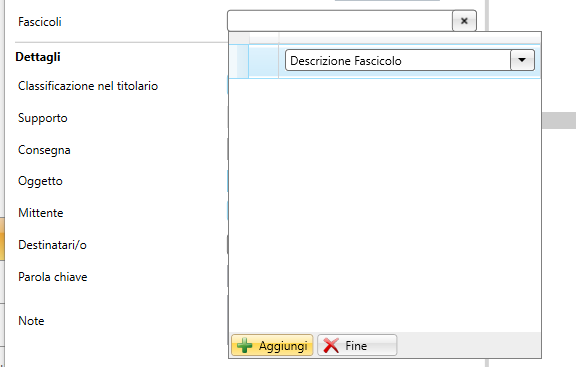 Fascicoli
Descrizione Fascicolo
Dettagli
Classificazione nel titolario
Supporto
Consegna
Oggetto
Mittente
Destinatari/o
Parola chiave
Note
Aggiungi
Fine